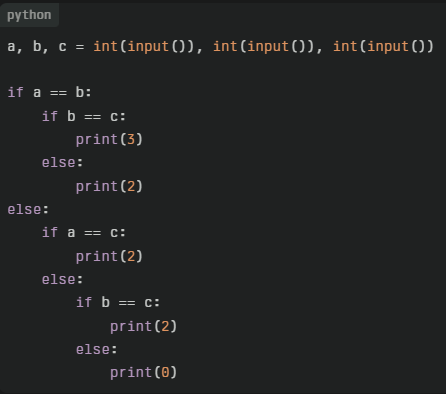 python
a, b, c = int(input()), int(input()), int(input())
if a == b:
    if b == c:
        print(3)
    else:
        print(2)
else:
    if a == c:
        print(2)
    else:
        if b == c:
            print(2)
        else:
            print(0)